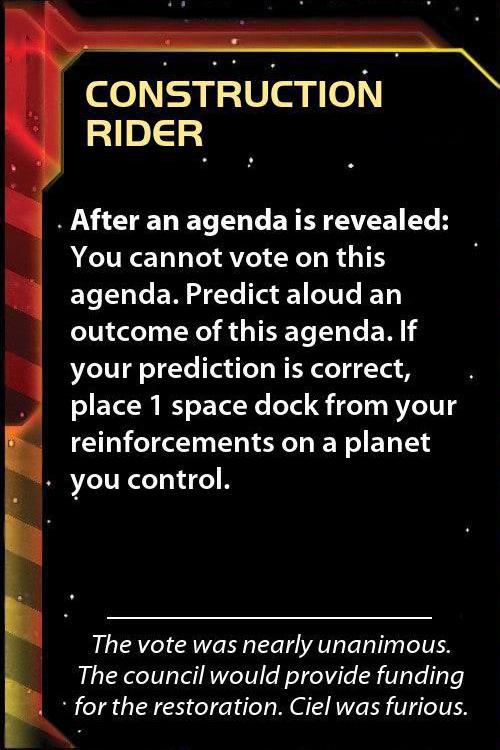 CONSTRUCTION
RIDER
After an agenda is revealed:
You cannot vote on this
agenda. Predict aloud an
outcome of this agenda. If
your prediction is correct,
place 1 space dock from your
reinforcements on a planet
you control.
The vote was nearly unanimous.
The council would provide funding
for the restoration. Ciel was furious.